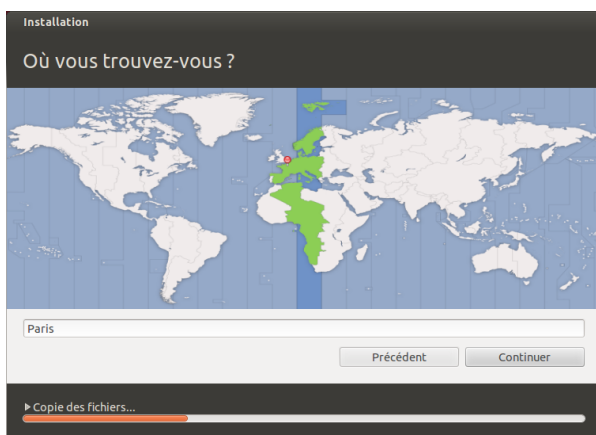 Installation
Où vous trouvez-vous ?
Paris
Précédent
Continuer
Copie des fichiers...